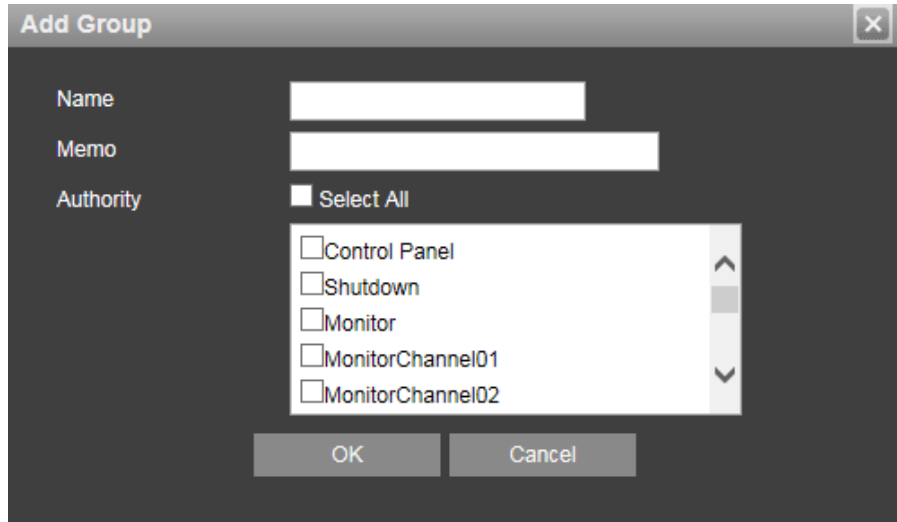 Add Group
Name
Memo
Authority
Select All
Control Panel
Shutdown
Monitor
MonitorChannel01
MonitorChannel02
OK
Cancel